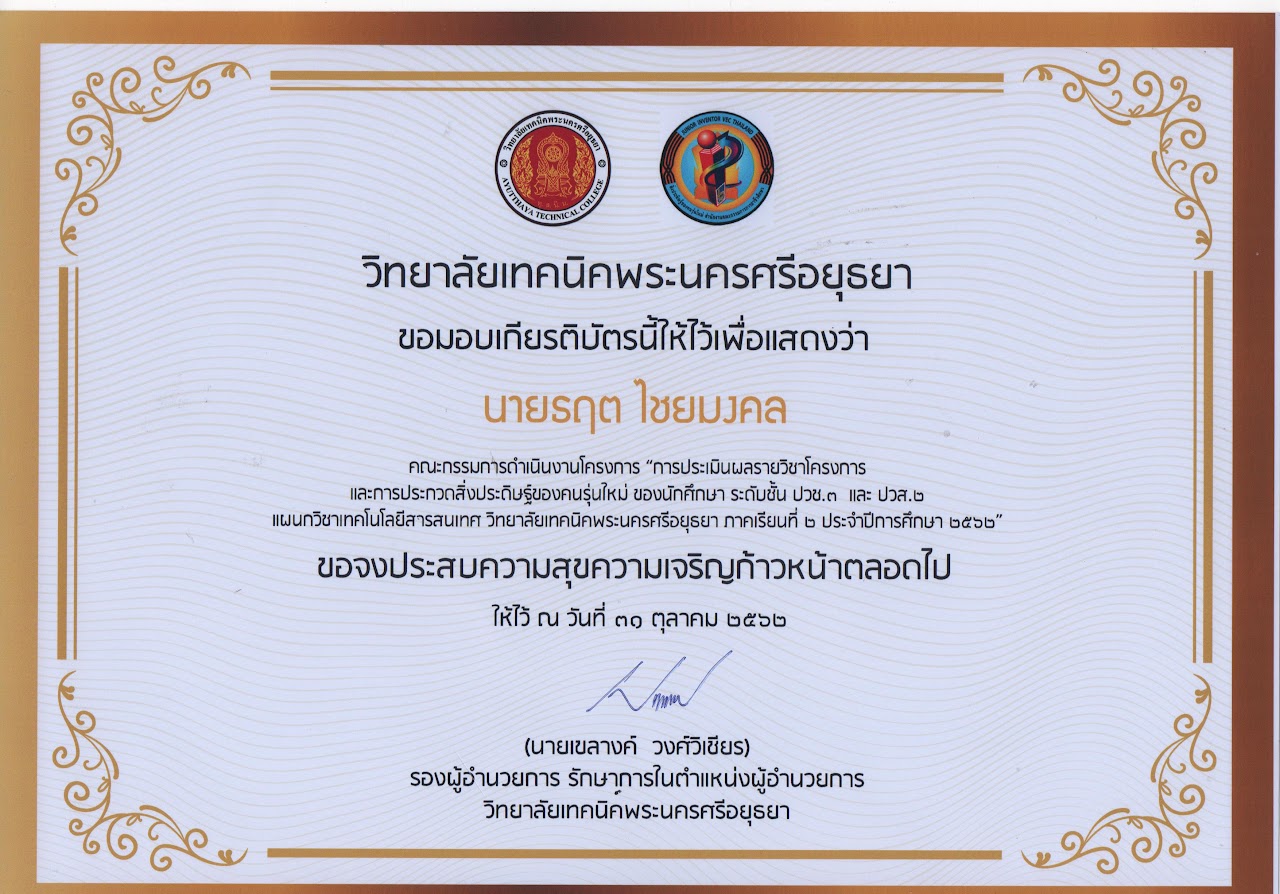 วิทยาลัยเทคนิคพระนครศรีอยุธยา
AYUTTHAYA TECHNICAL COLLEGE
JUNIOR INVENTOR VEC THAILAND
วิทยาลัยเทคนิคพระนครศรีอยุธยา
ขอมอบเกียรติบัตรนี้ให้ไว้เพื่อแสดงว่า
นายธฤต ไชยมงคล
คณะกรรมการดำเนินงานโครงการ “การประเมินผลรายวิชาโครงการ
และการประกวดสิ่งประดิษฐ์ของคนรุ่นใหม่ ของนักศึกษา ระดับชั้น ปวช.๓ และ ปวส.๒
แผนกวิชาเทคโนโลยีสารสนเทศ วิทยาลัยเทคนิคพระนครศรีอยุธยา ภาคเรียนที่ ๒ ประจำปีการศึกษา ๒๕๖๒”
ขอจงประสบความสุขความเจริญก้าวหน้าตลอดไป
ให้ไว้ ณ วันที่ ๓๑ ตุลาคม ๒๕๖๒
(นายเขลางค์ วงศ์วิเชียร)
รองผู้อำนวยการ รักษาการในตำแหน่งผู้อำนวยการ
วิทยาลัยเทคนิคพระนครศรีอยุธยา